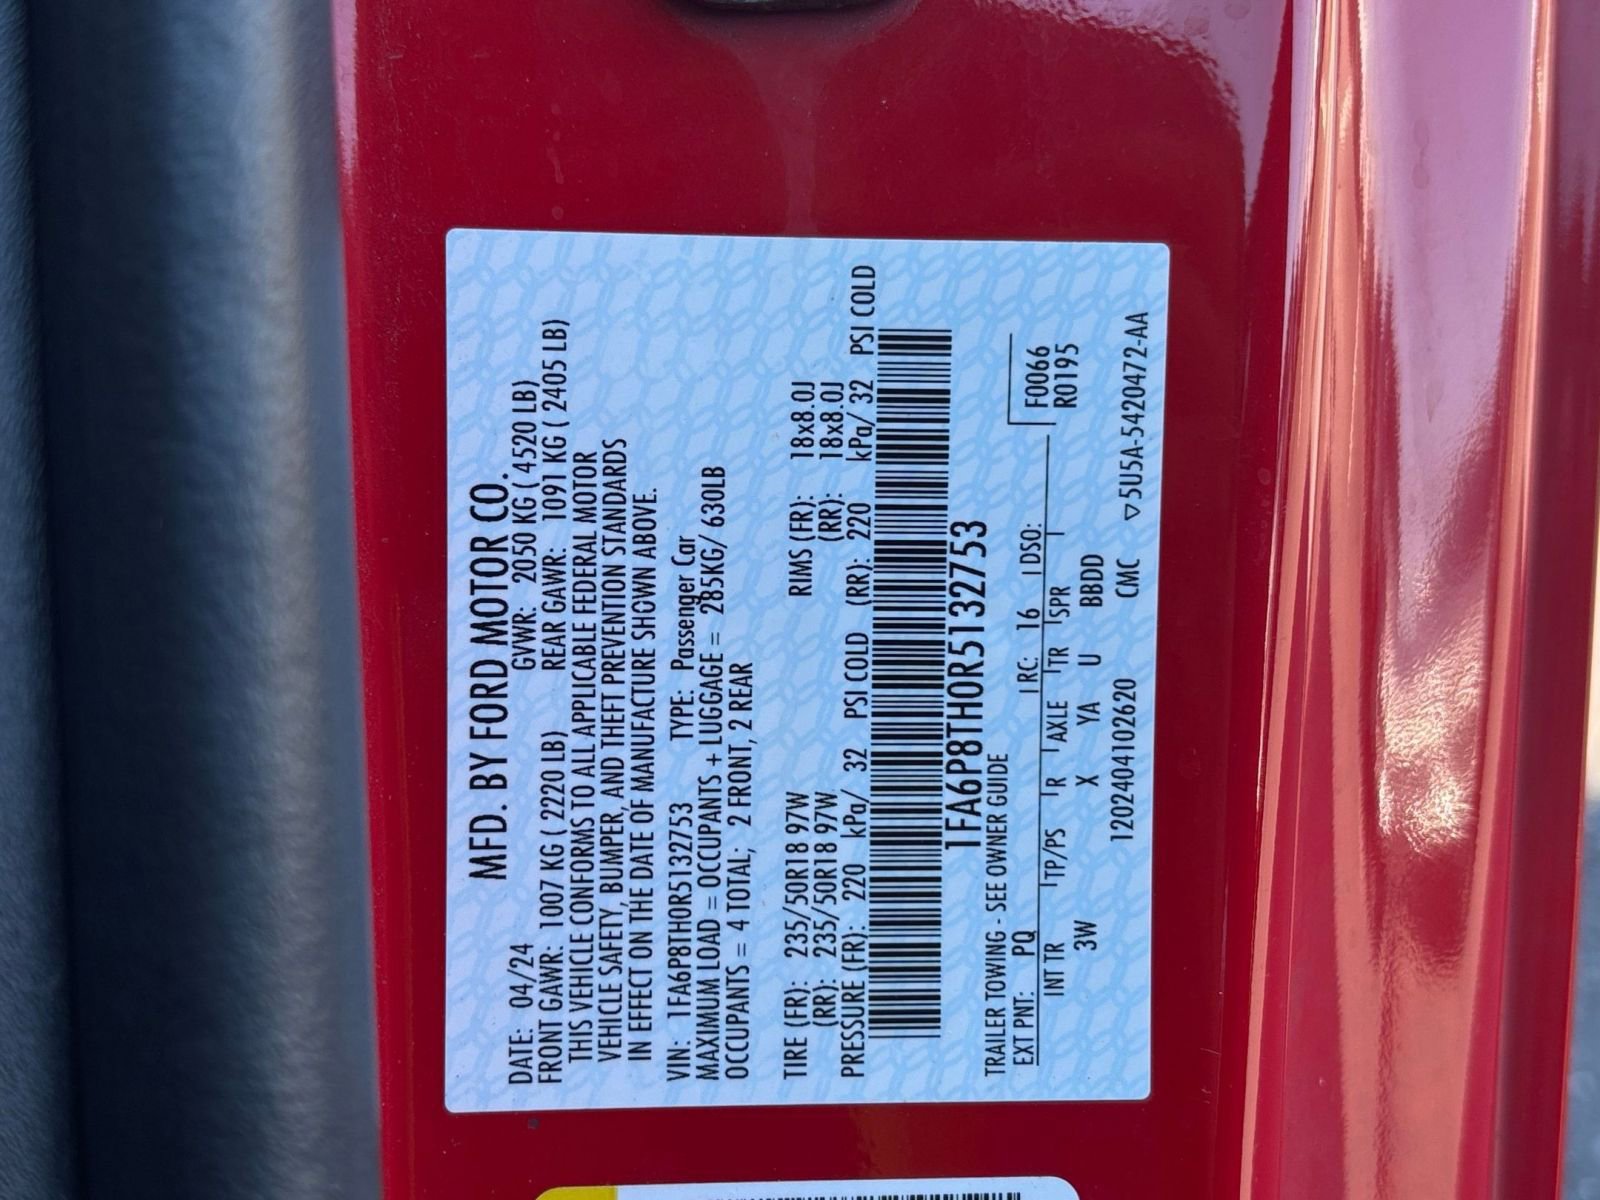 MFD. BY FORD MOTOR CO.
DATE: 04/24 GVWR: 2050 KG ( 4520 LB)
FRONT GAWR: 1007 KG ( 2220 LB) REAR GAWR: 1091 KG ( 2405 LB)
THIS VEHICLE CONFORMS TO ALL APPLICABLE FEDERAL MOTOR
VEHICLE SAFETY, BUMPER, AND THEFT PREVENTION STANDARDS
IN EFFECT ON THE DATE OF MANUFACTURE SHOWN ABOVE.
VIN: 1FA6P8TH0R5132753 TYPE: Passenger Car
MAXIMUM LOAD = OCCUPANTS + LUGGAGE = 285KG/ 630LB
OCCUPANTS = 4 TOTAL; 2 FRONT, 2 REAR
TIRE (FR): 235/50R18 97W RIMS (FR): 18x8.0J
(RR): 235/50R18 97W (RR): 18x8.0J
PRESSURE (FR): 220 kPa/ 32 PSI COLD (RR): 220 kPa/ 32 PSI COLD
1FA6P8TH0R5132753
TRAILER TOWING - SEE OWNER GUIDE
EXT PNT: PQ RC: 16 DSO: F0066
R0195
INT TR TP/PS R AXLE TR SPR
3W X YA U BBDD
120240410 2620 CMC ▽5U5A-5420472-AA